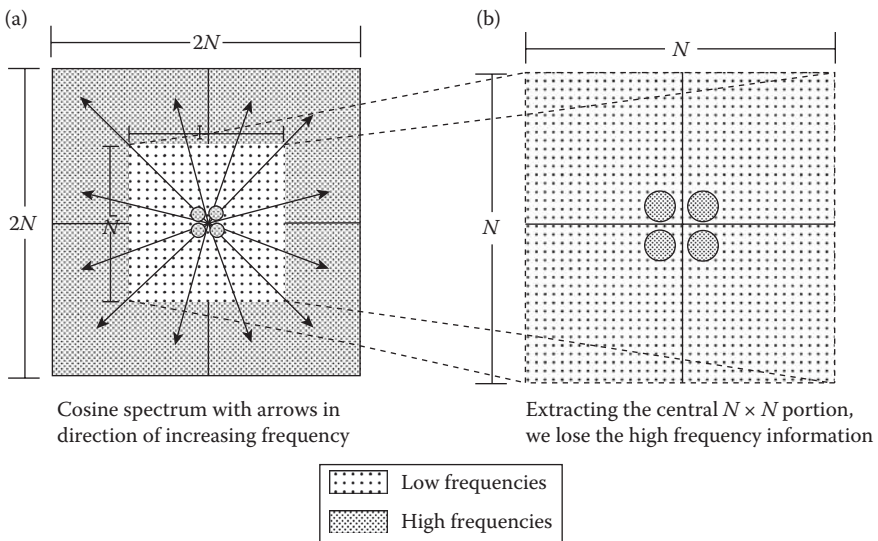 (a)
2N
2N
N
Cosine spectrum with arrows in
direction of increasing frequency
(b)
N
N
Extracting the central N × N portion,
we lose the high frequency information
Low frequencies
High frequencies